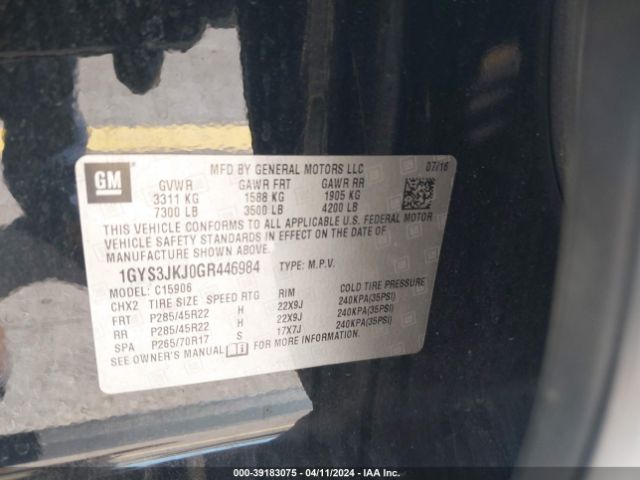 GM
MFD BY GENERAL MOTORS LLC 07/16
GVWR GAWR FRT GAWR RR
3311 KG 1588 KG 1905 KG
7300 LB 3500 LB 4200 LB
THIS VEHICLE CONFORMS TO ALL APPLICABLE U.S. FEDERAL MOTOR
VEHICLE SAFETY STANDARDS IN EFFECT ON THE DATE OF
MANUFACTURE SHOWN ABOVE.
1GYS3JKJ0GR446984 TYPE: M.P.V.
MODEL: C15906
CHX2 TIRE SIZE SPEED RTG RIM COLD TIRE PRESSURE
FRT P285/45R22 H 22X9J 240KPA(35PSI)
RR P285/45R22 H 22X9J 240KPA(35PSI)
SPA P265/70R17 S 17X7J 240KPA(35PSI)
SEE OWNER'S MANUAL FOR MORE INFORMATION.
000-39183075 - 04/11/2024 - IAA Inc.